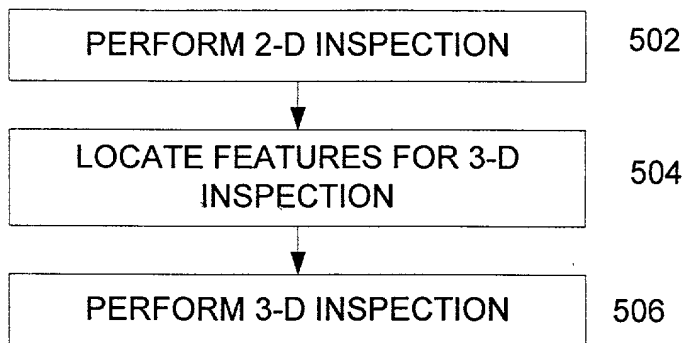 PERFORM 2-D INSPECTION
502
LOCATE FEATURES FOR 3-D
INSPECTION
504
PERFORM 3-D INSPECTION
506